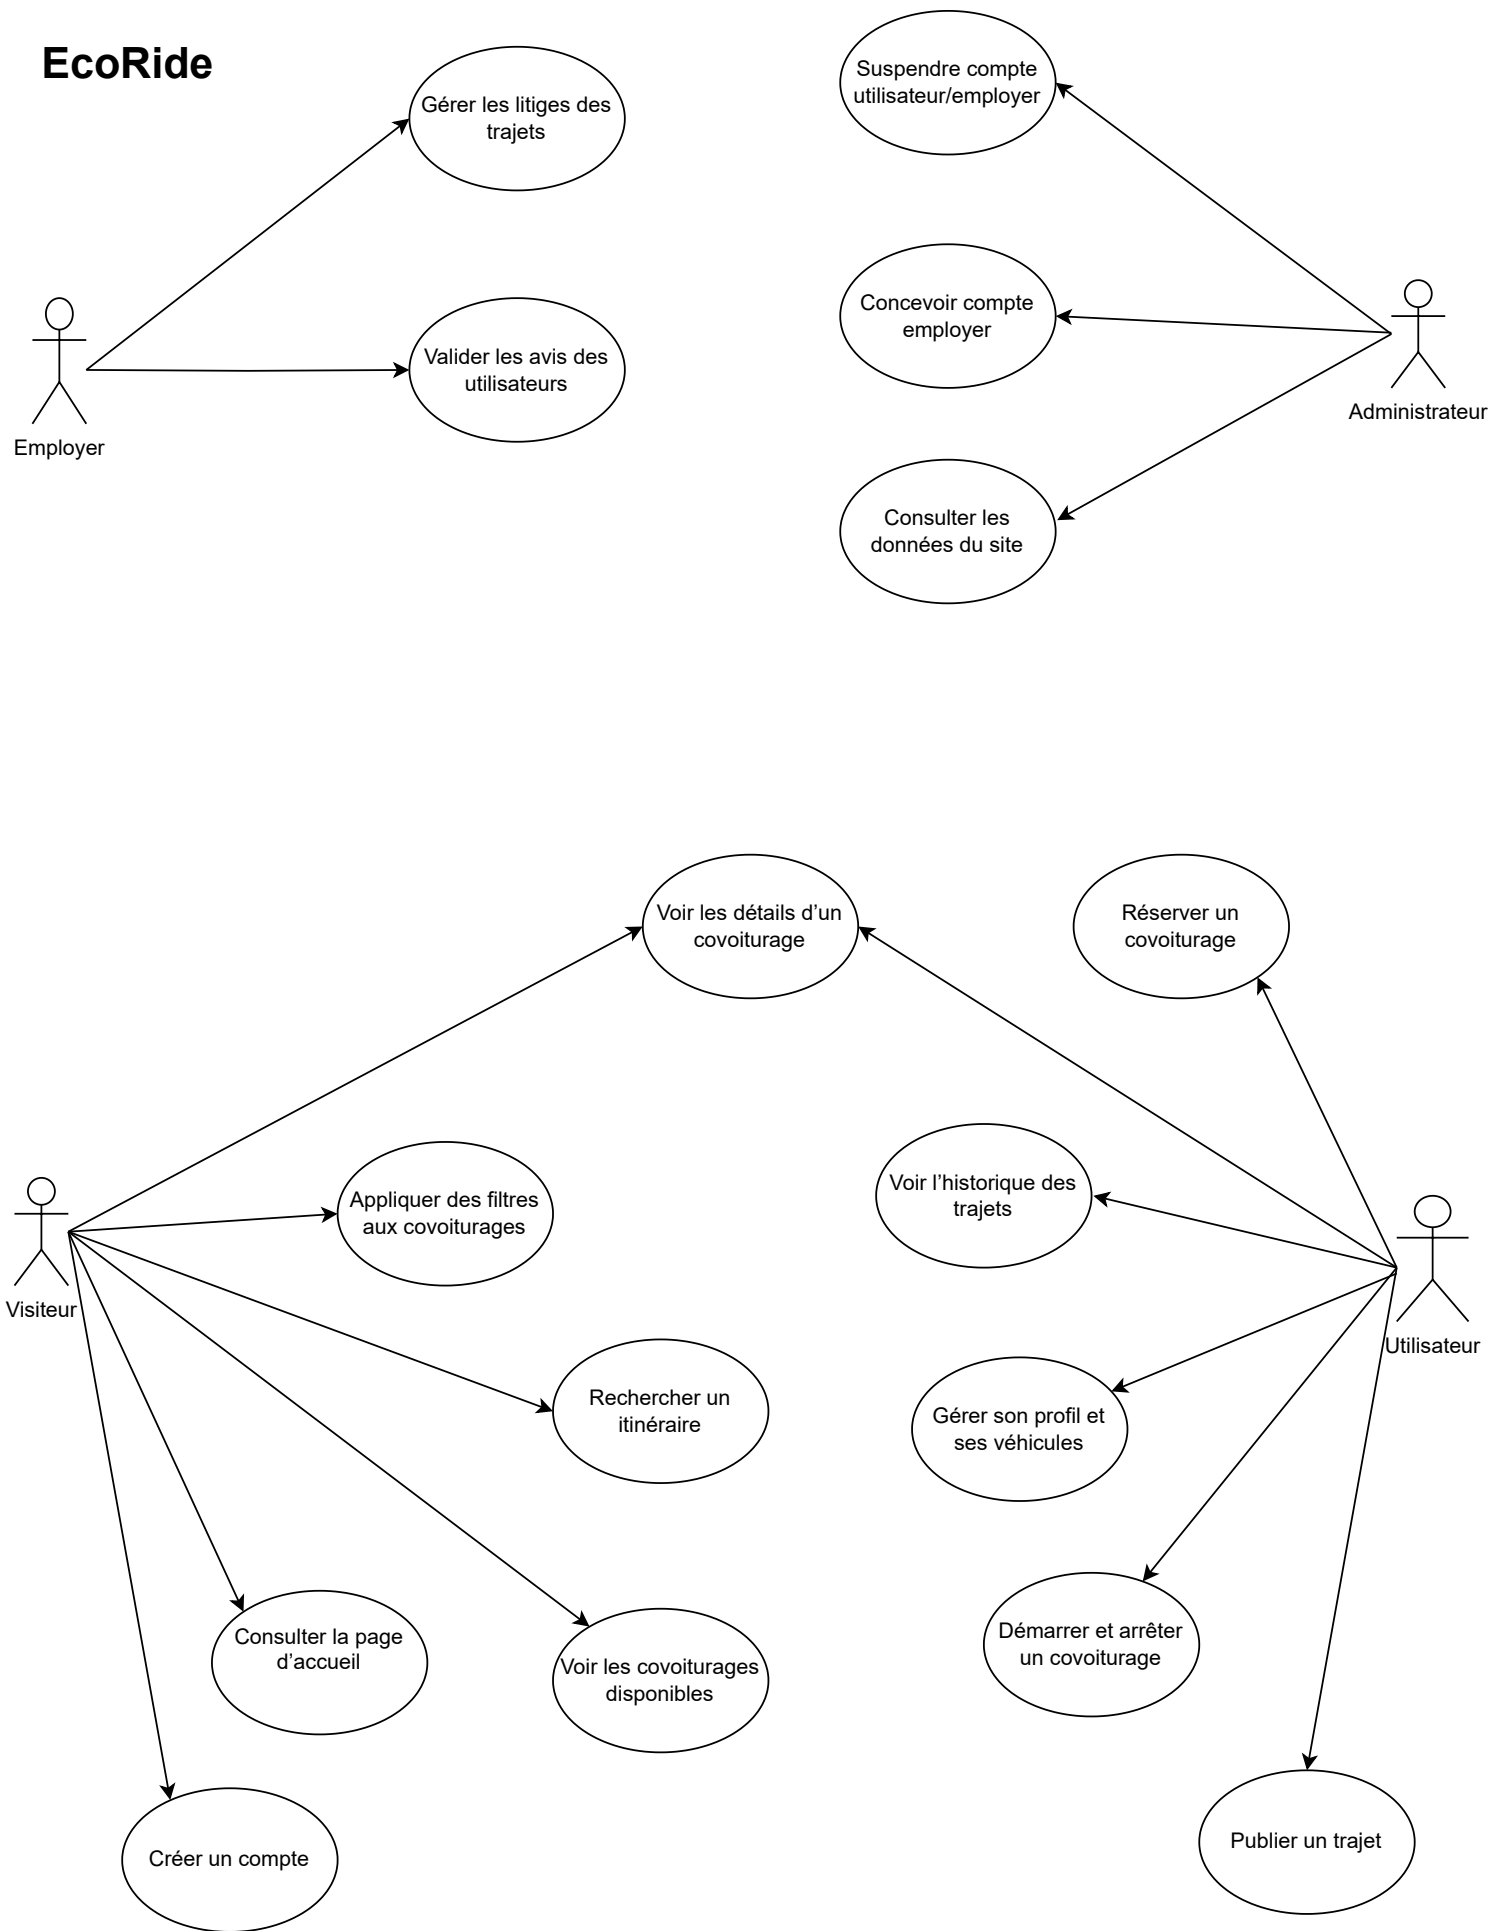 EcoRide
Gérer les litiges des
trajets
Suspendre compte
utilisateur/employer
Valider les avis des
utilisateurs
Concevoir compte
employer
Employer
Administrateur
Consulter les
données du site
Voir les détails d’un
covoiturage
Réserver un
covoiturage
Appliquer des filtres
aux covoiturages
Voir l’historique des
trajets
Visiteur
Utilisateur
Rechercher un
itinéraire
Gérer son profil et
ses véhicules
Consulter la page
d’accueil
Voir les covoiturages
disponibles
Démarrer et arrêter
un covoiturage
Créer un compte
Publier un trajet